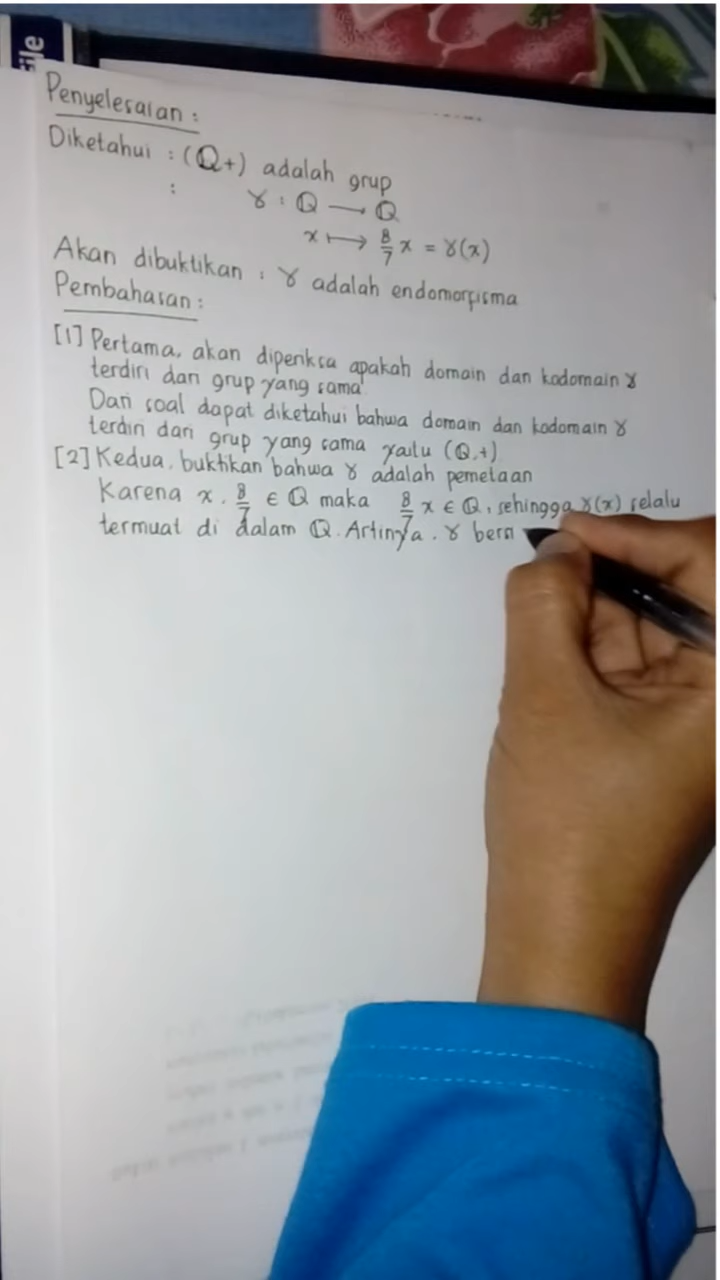 file
Penyelesaian :
Diketahui : (Q+) adalah grup
: γ : Q → Q
x ↦ 8/7 x = γ(x)
Akan dibuktikan : γ adalah endomorfisma
Pembahasan :
[1] Pertama, akan diperiksa apakah domain dan kodomain γ
terdiri dari grup yang sama
Dari soal dapat diketahui bahwa domain dan kodomain γ
terdiri dari grup yang sama yaitu (Q,+)
[2] Kedua, buktikan bahwa γ adalah pemetaan
Karena x, 8/7 ∈ Q maka 8/7 x ∈ Q, sehingga γ(x) selalu
termuat di dalam Q. Artinya, γ bers